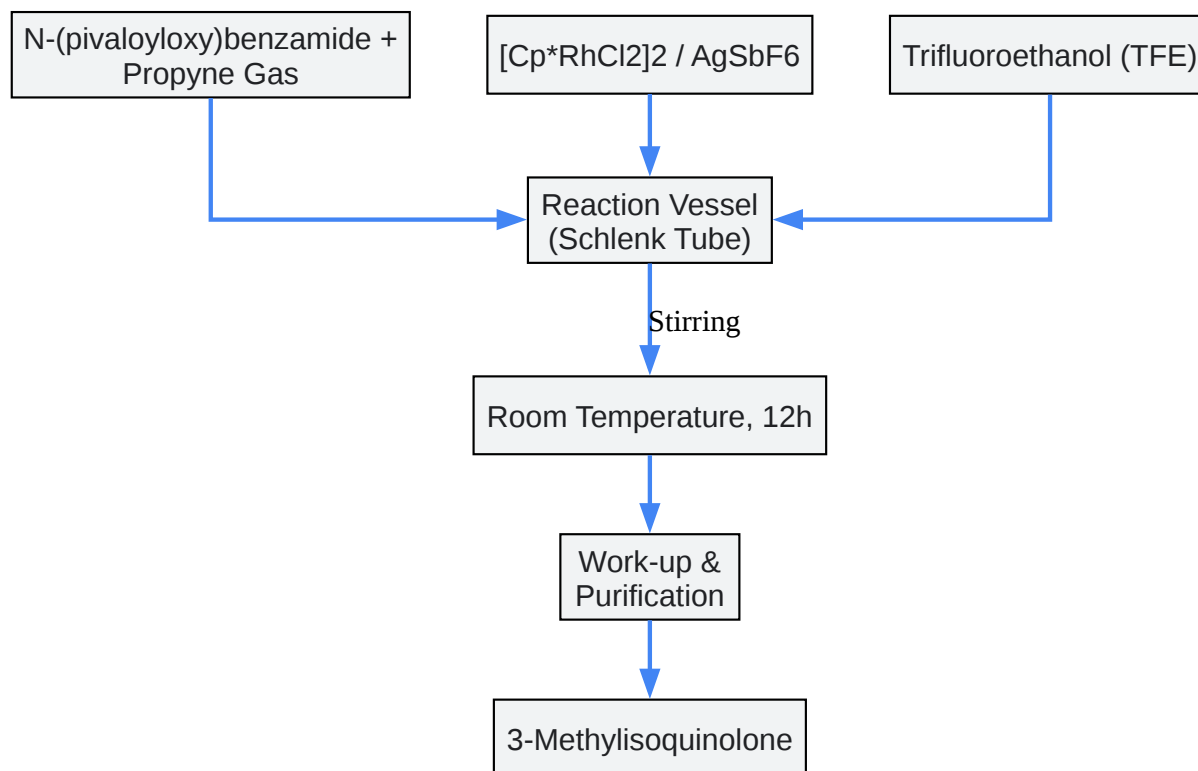 N-(pivaloyloxy)benzamide +
Propyne Gas
[Cp*RhCl2]2 / AgSbF6
Trifluoroethanol (TFE)
Reaction Vessel
(Schlenk Tube)
Stirring
Room Temperature, 12h
Work-up &
Purification
3-Methylisoquinolone